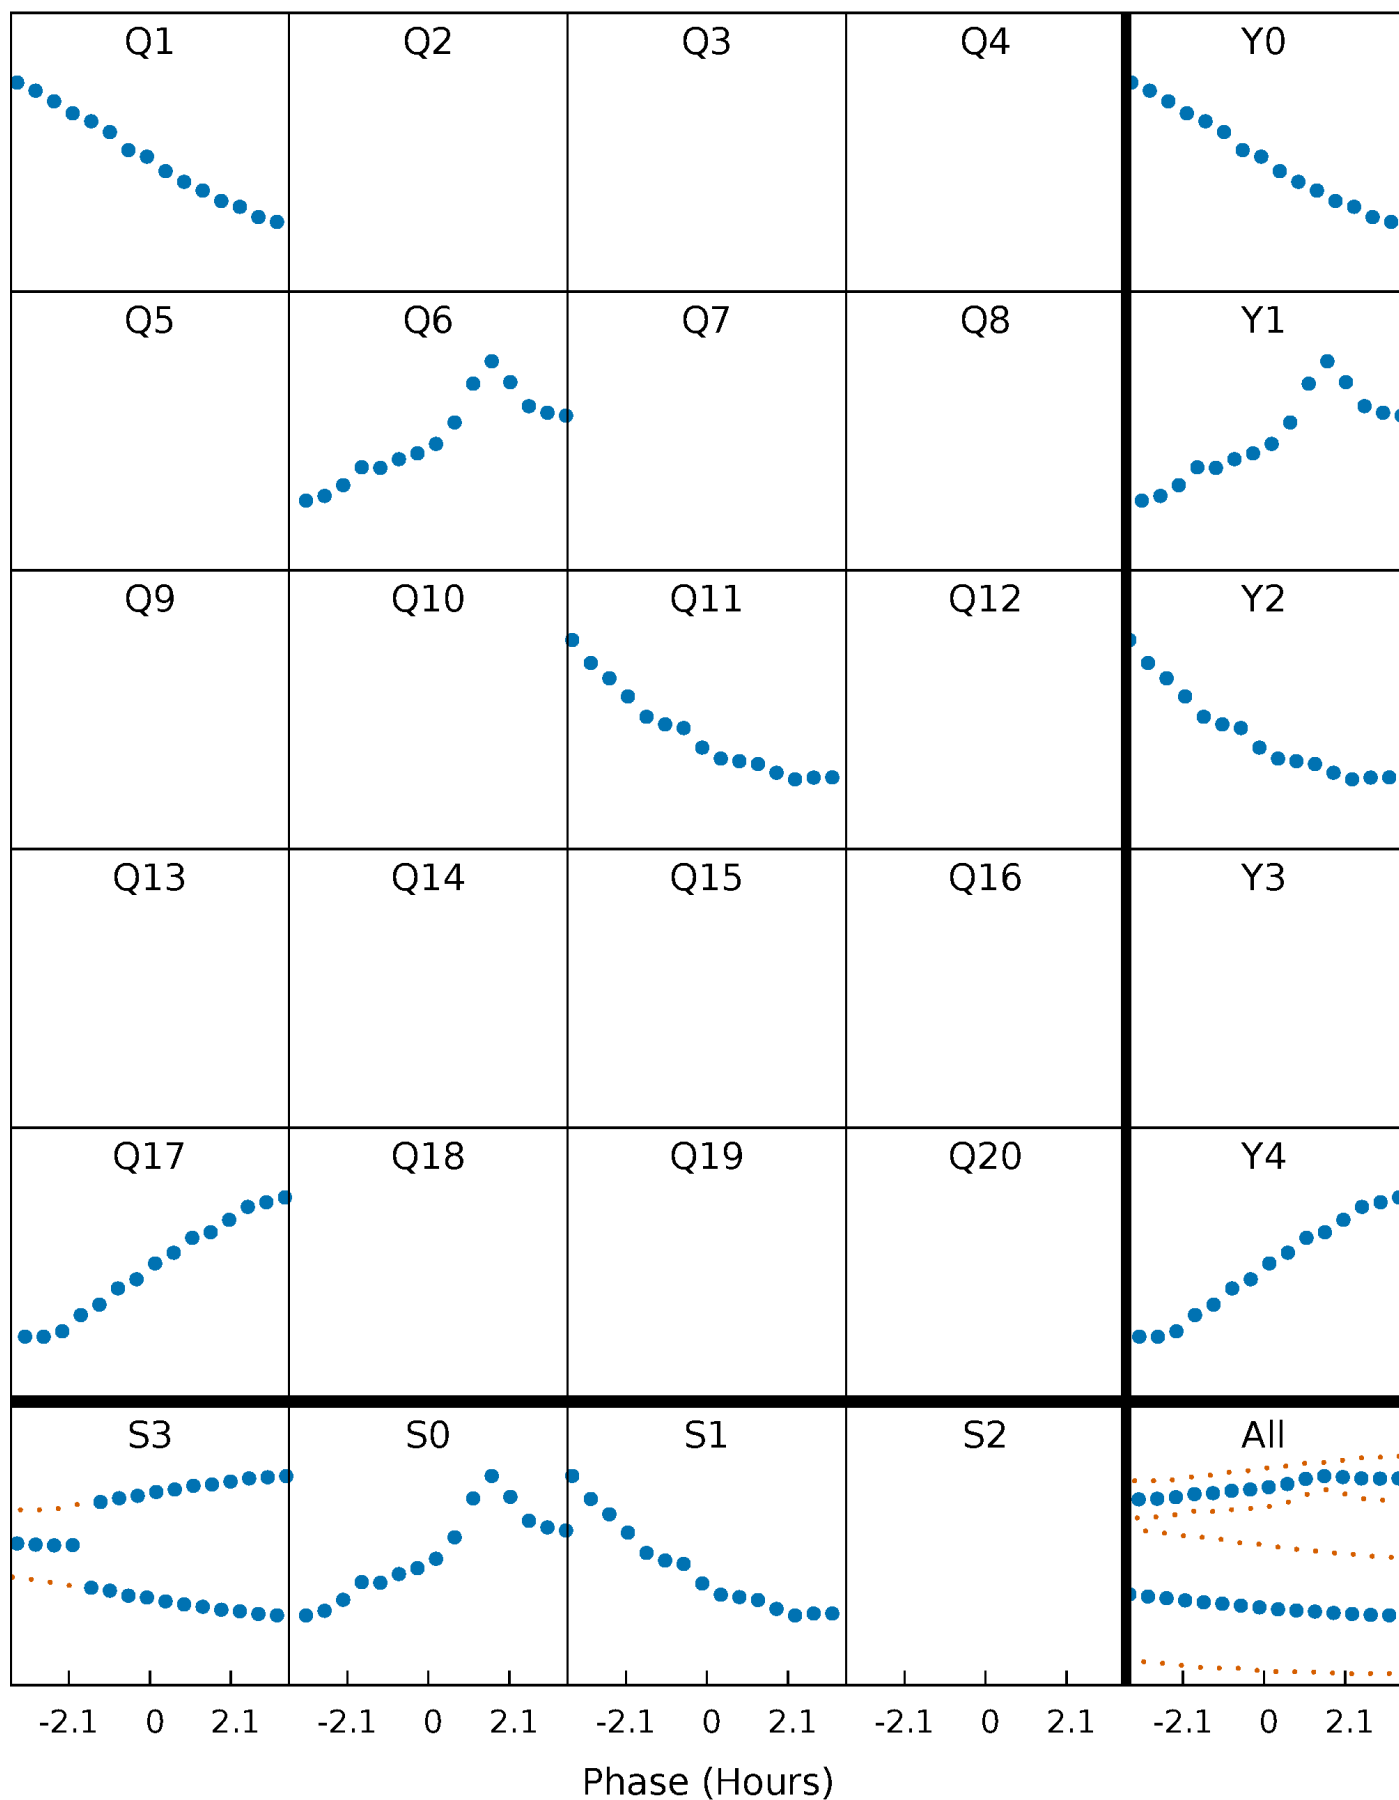 Q1 Q2 Q3 Q4 Y0
Q5 Q6 Q7 Q8 Y1
Q9 Q10 Q11 Q12 Y2
Q13 Q14 Q15 Q16 Y3
Q17 Q18 Q19 Q20 Y4
S3 S0 S1 S2 All
-2.1 0 2.1 -2.1 0 2.1 -2.1 0 2.1 -2.1 0 2.1 -2.1 0 2.1
Phase (Hours)